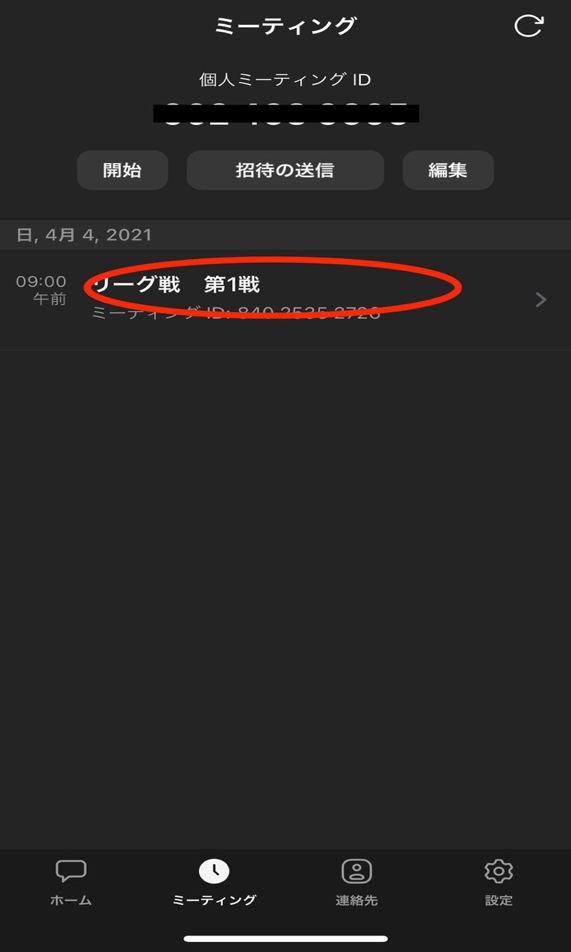 ミーティング
個人ミーティング ID
開始
招待の送信
編集
日, 4月 4, 2021
09:00
午前
リーグ戦 第1戦
ミーティング ID:
ホーム
ミーティング
連絡先
設定